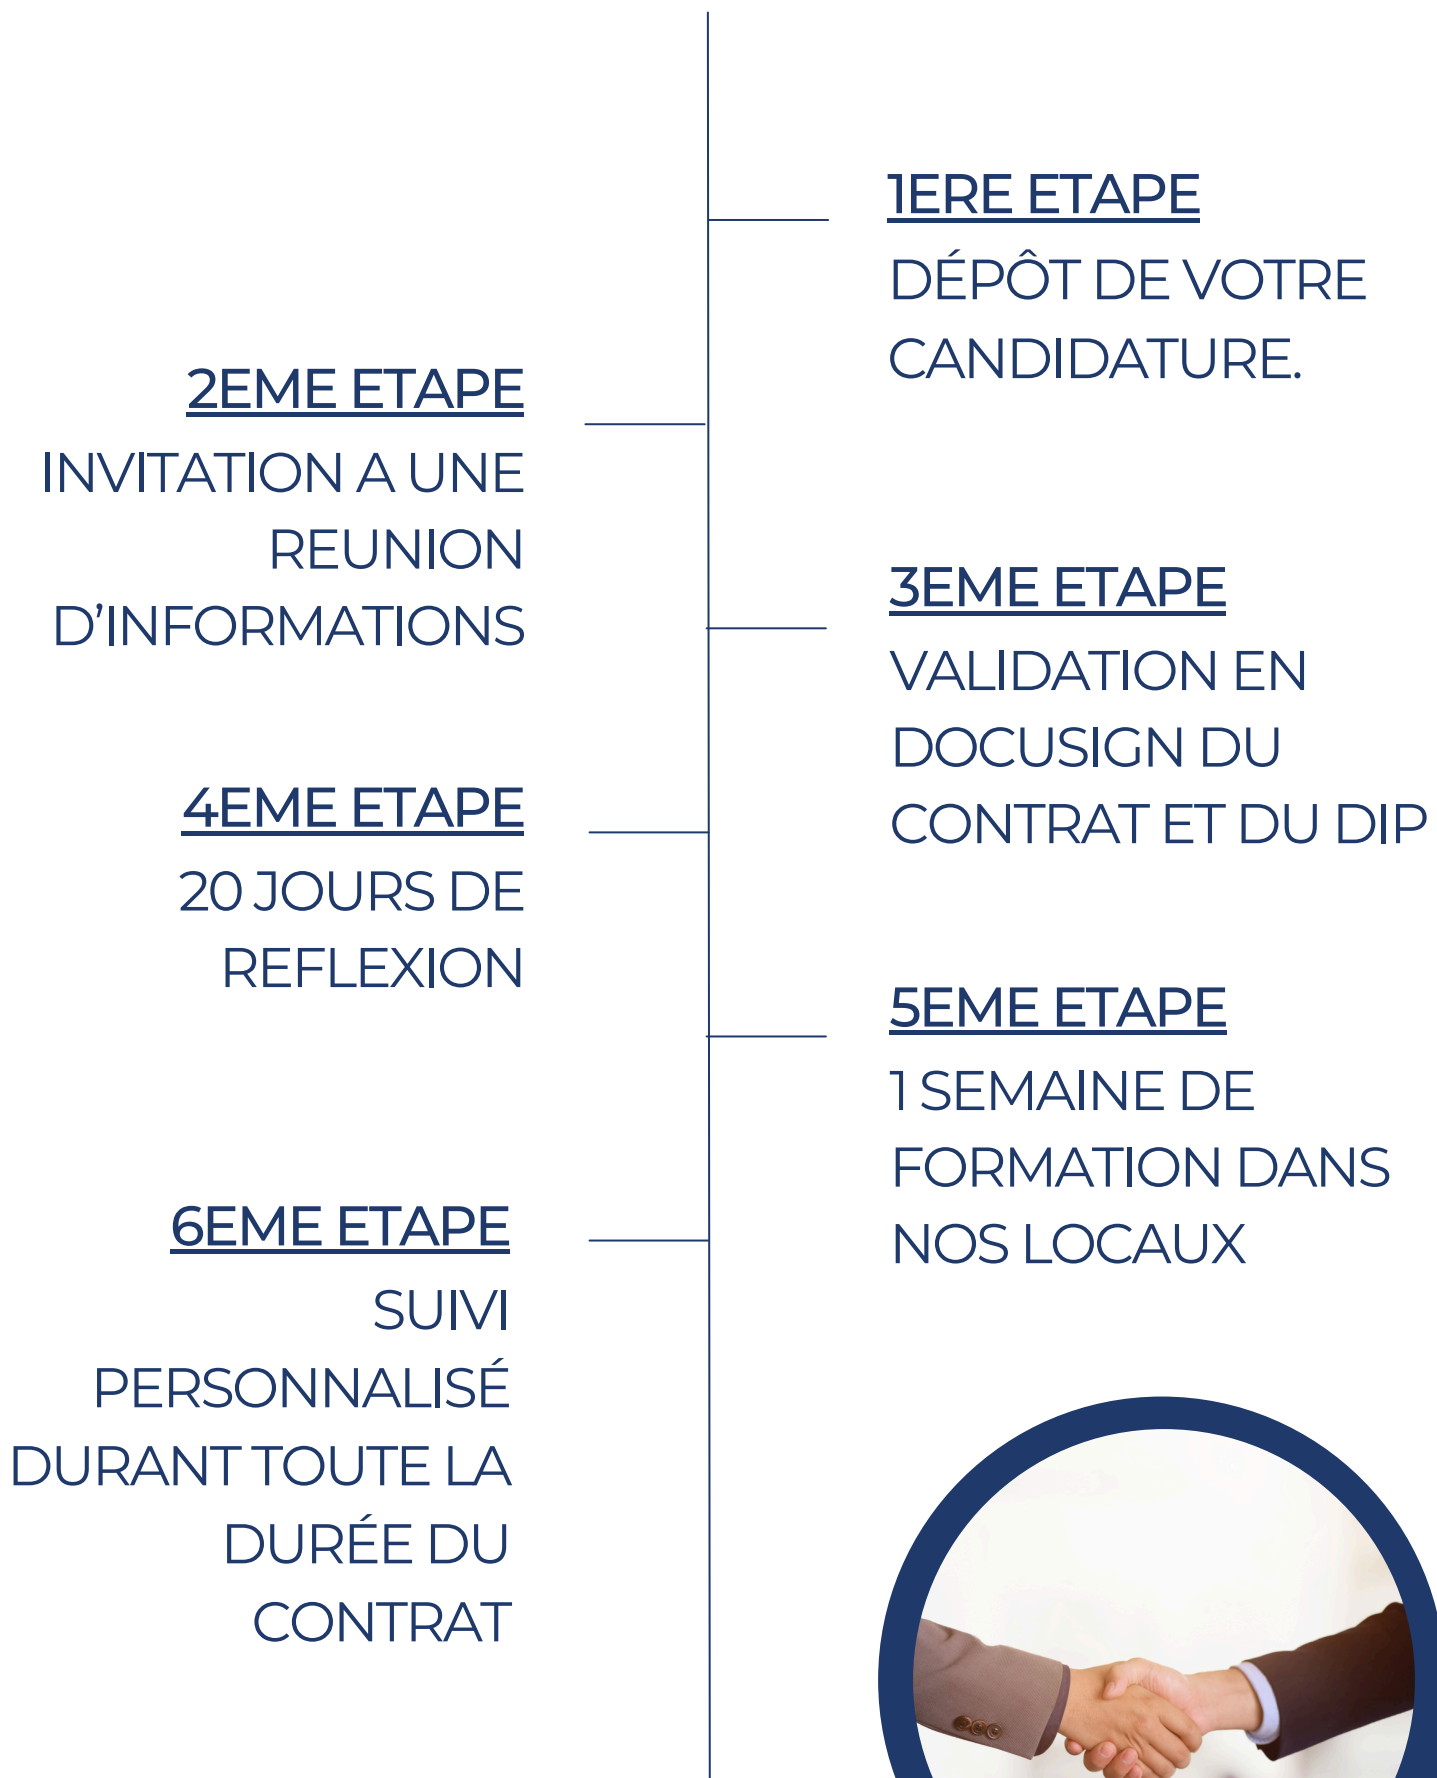 1ERE ETAPE
DÉPÔT DE VOTRE
CANDIDATURE.
2EME ETAPE
INVITATION A UNE
REUNION
D’INFORMATIONS
3EME ETAPE
VALIDATION EN
DOCUSIGN DU
CONTRAT ET DU DIP
4EME ETAPE
20 JOURS DE
REFLEXION
5EME ETAPE
1 SEMAINE DE
FORMATION DANS
NOS LOCAUX
6EME ETAPE
SUIVI
PERSONNALISÉ
DURANT TOUTE LA
DURÉE DU
CONTRAT